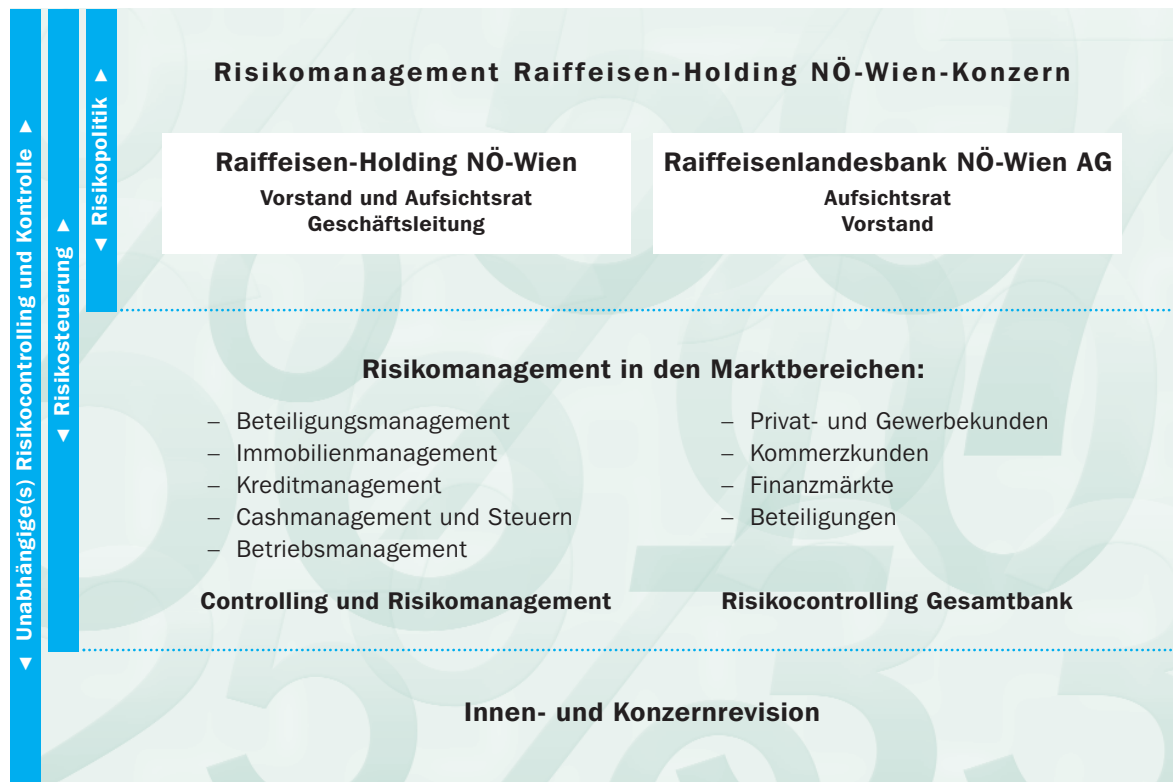 ◄ Unabhängige(s) Risikocontrolling und Kontrolle ►
◄ Risikosteuerung ►
◄ Risikopolitik ►
Risikomanagement Raiffeisen-Holding NÖ-Wien-Konzern
Raiffeisen-Holding NÖ-Wien
Vorstand und Aufsichtsrat
Geschäftsleitung
Raiffeisenlandesbank NÖ-Wien AG
Aufsichtsrat
Vorstand
Risikomanagement in den Marktbereichen:
– Beteiligungsmanagement
– Immobilienmanagement
– Kreditmanagement
– Cashmanagement und Steuern
– Betriebsmanagement
Controlling und Risikomanagement
– Privat- und Gewerbekunden
– Kommerzkunden
– Finanzmärkte
– Beteiligungen
Risikocontrolling Gesamtbank
Innen- und Konzernrevision